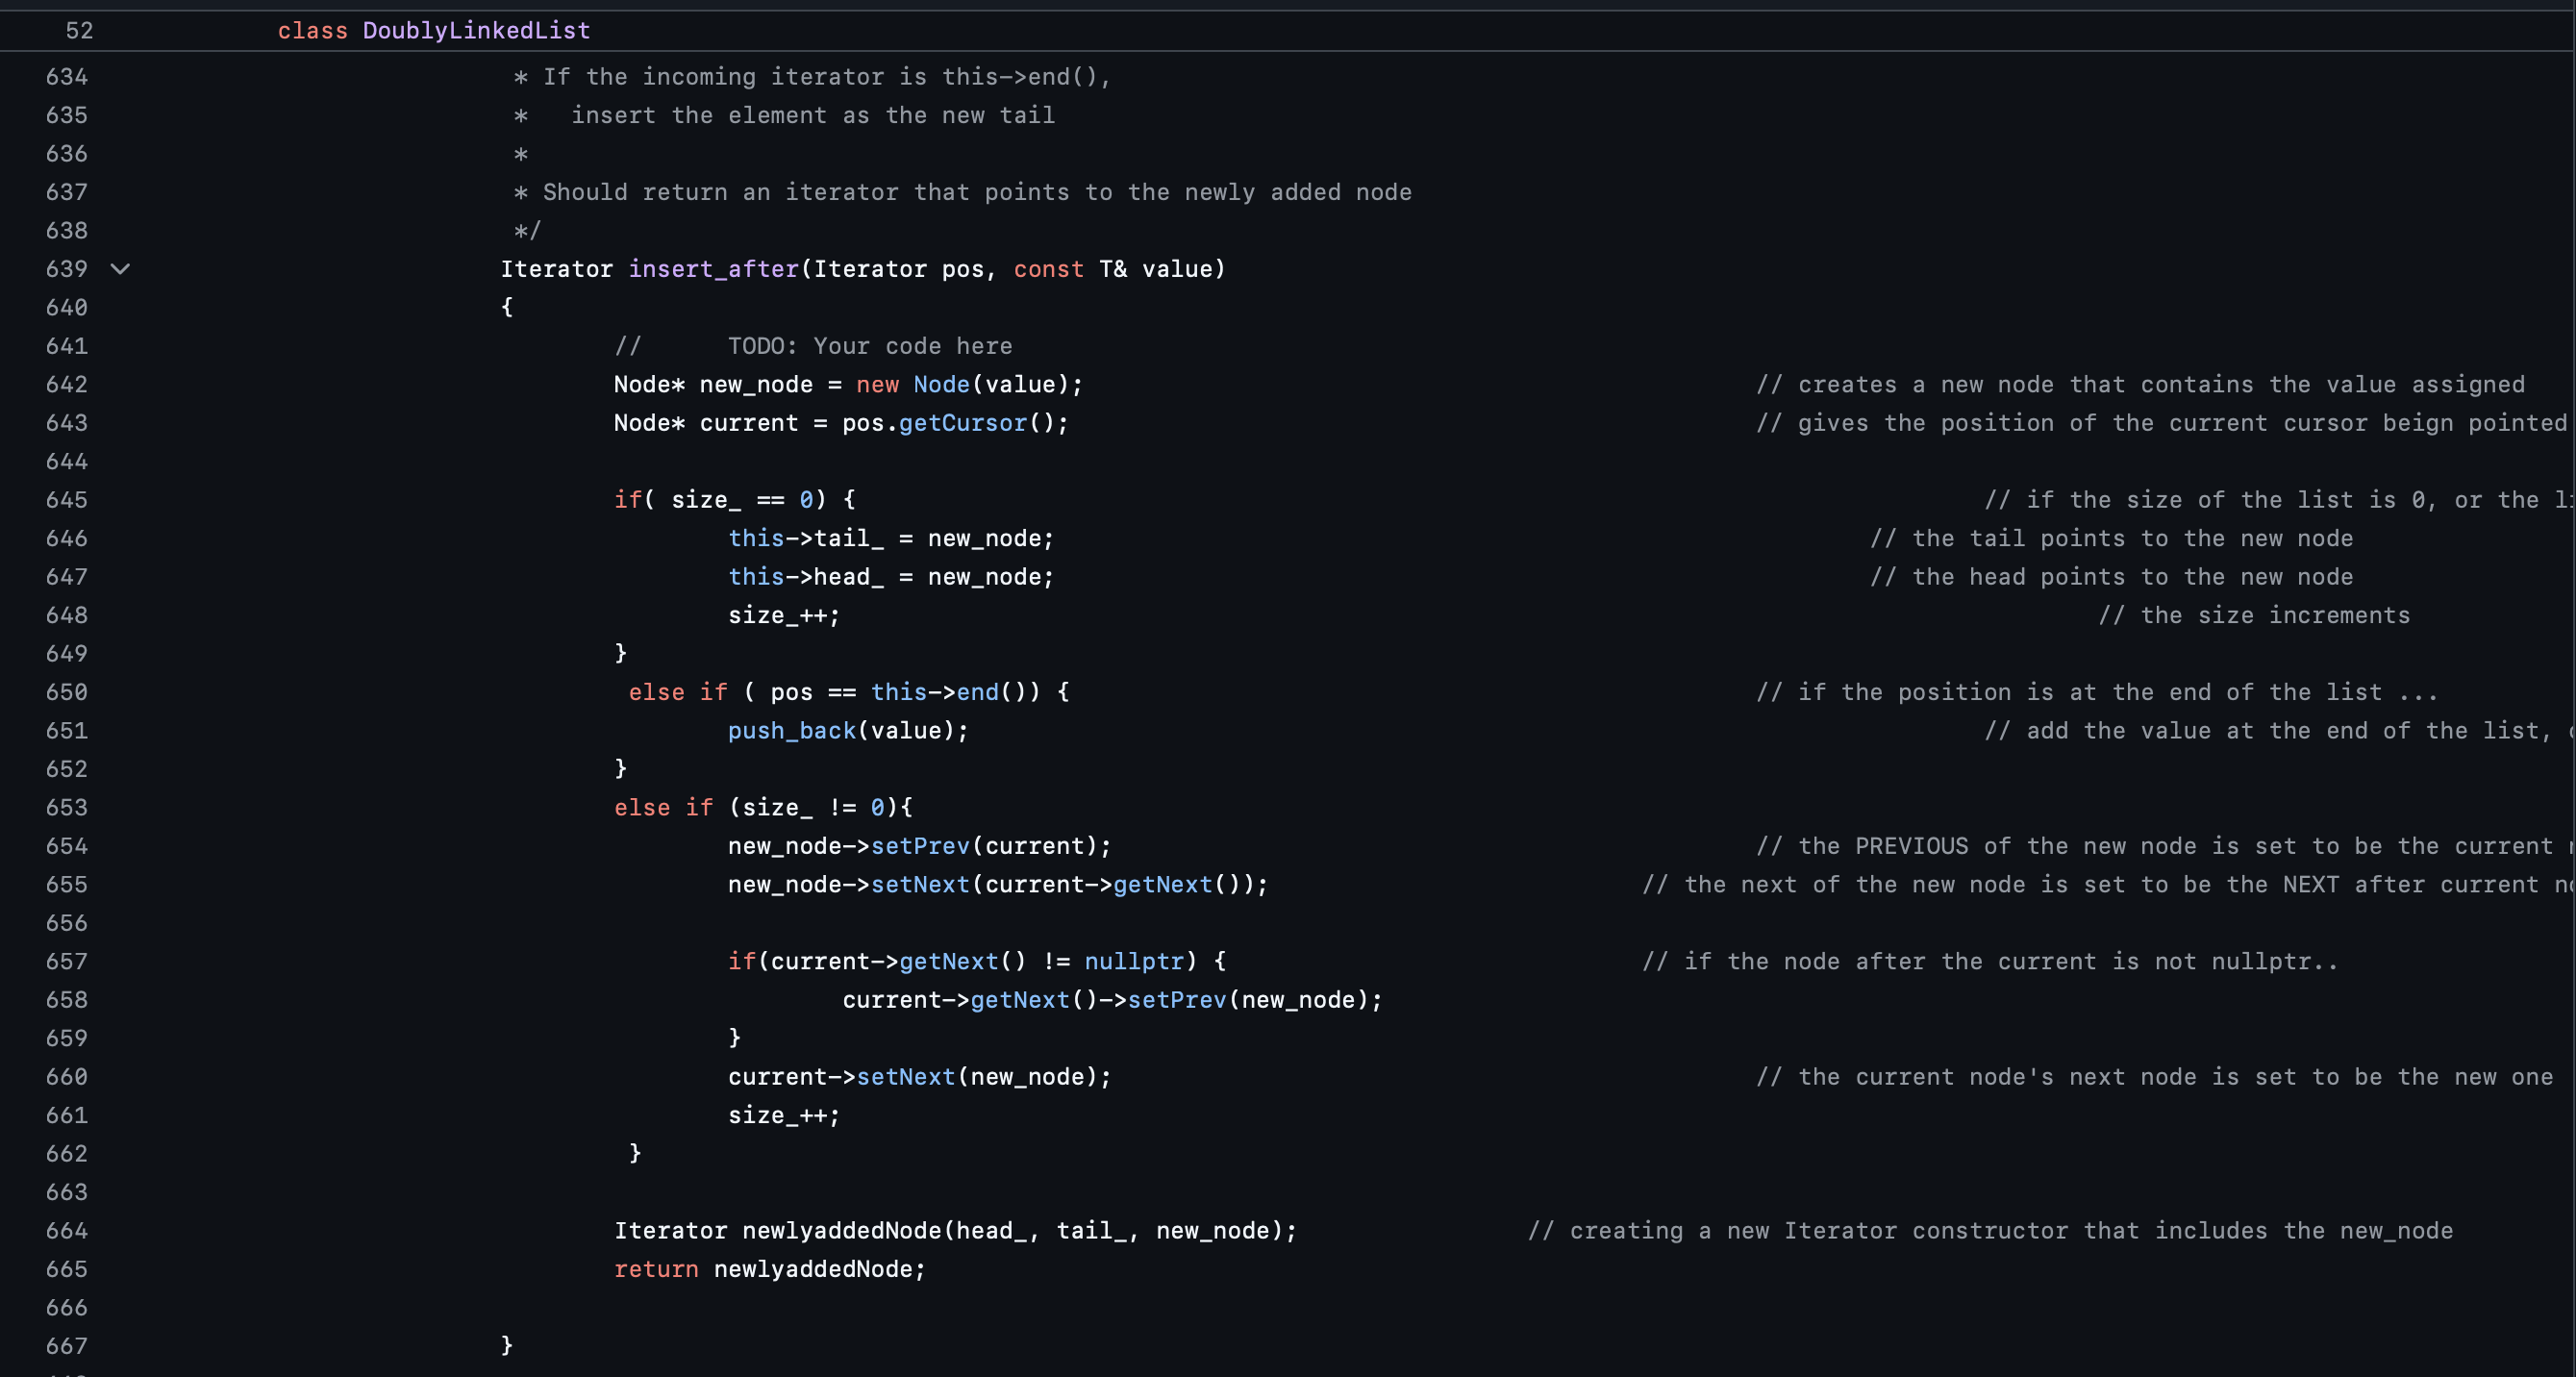 52 class DoublyLinkedList
634 * If the incoming iterator is this->end(),
635 *   insert the element as the new tail
636 *
637 * Should return an iterator that points to the newly added node
638 */
639 Iterator insert_after(Iterator pos, const T& value)
640 {
641 //      TODO: Your code here
642 Node* new_node = new Node(value); // creates a new node that contains the value assigned
643 Node* current = pos.getCursor(); // gives the position of the current cursor beign pointed
644
645 if( size_ == 0) { // if the size of the list is 0, or the
646 this->tail_ = new_node; // the tail points to the new node
647 this->head_ = new_node; // the head points to the new node
648 size_++; // the size increments
649 }
650 else if ( pos == this->end()) { // if the position is at the end of the list ...
651 push_back(value); // add the value at the end of the list,
652 }
653 else if (size_ != 0){
654 new_node->setPrev(current); // the PREVIOUS of the new node is set to be the current
655 new_node->setNext(current->getNext()); // the next of the new node is set to be the NEXT after current
656
657 if(current->getNext() != nullptr) { // if the node after the current is not nullptr..
658 current->getNext()->setPrev(new_node);
659 }
660 current->setNext(new_node); // the current node's next node is set to be the new one
661 size_++;
662 }
663
664 Iterator newlyaddedNode(head_, tail_, new_node); // creating a new Iterator constructor that includes the new_node
665 return newlyaddedNode;
666
667 }